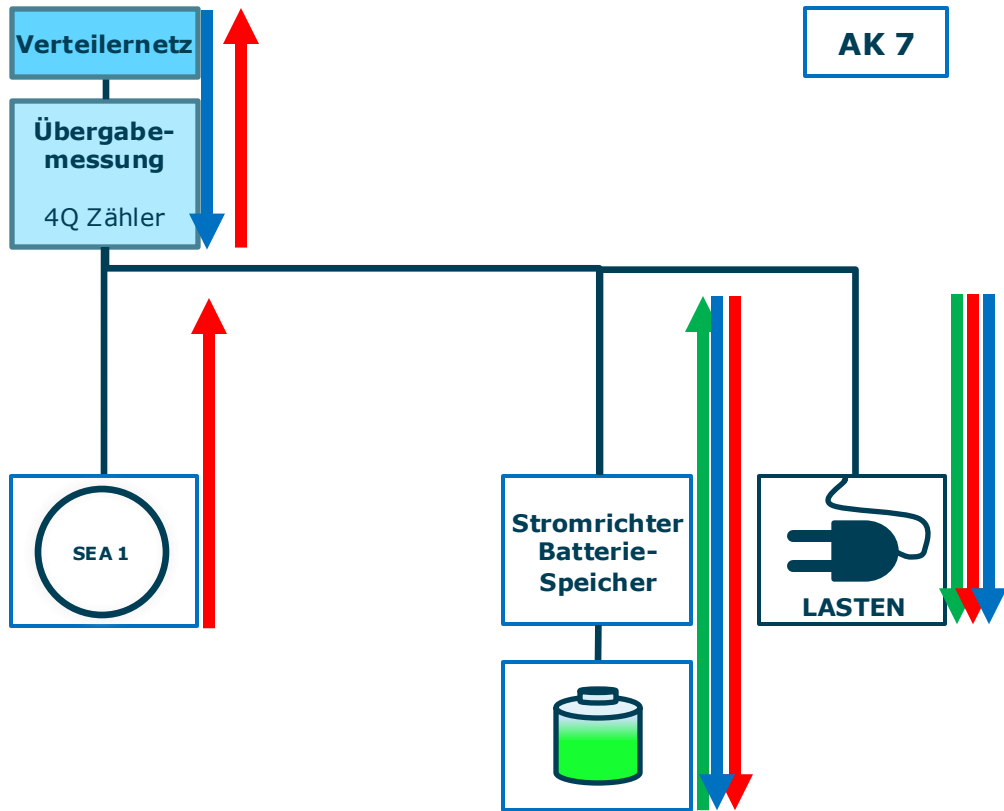 Verteilernetz
AK 7
Übergabe-
messung
4Q Zähler
SEA 1
Stromrichter
Batterie-
Speicher
LASTEN